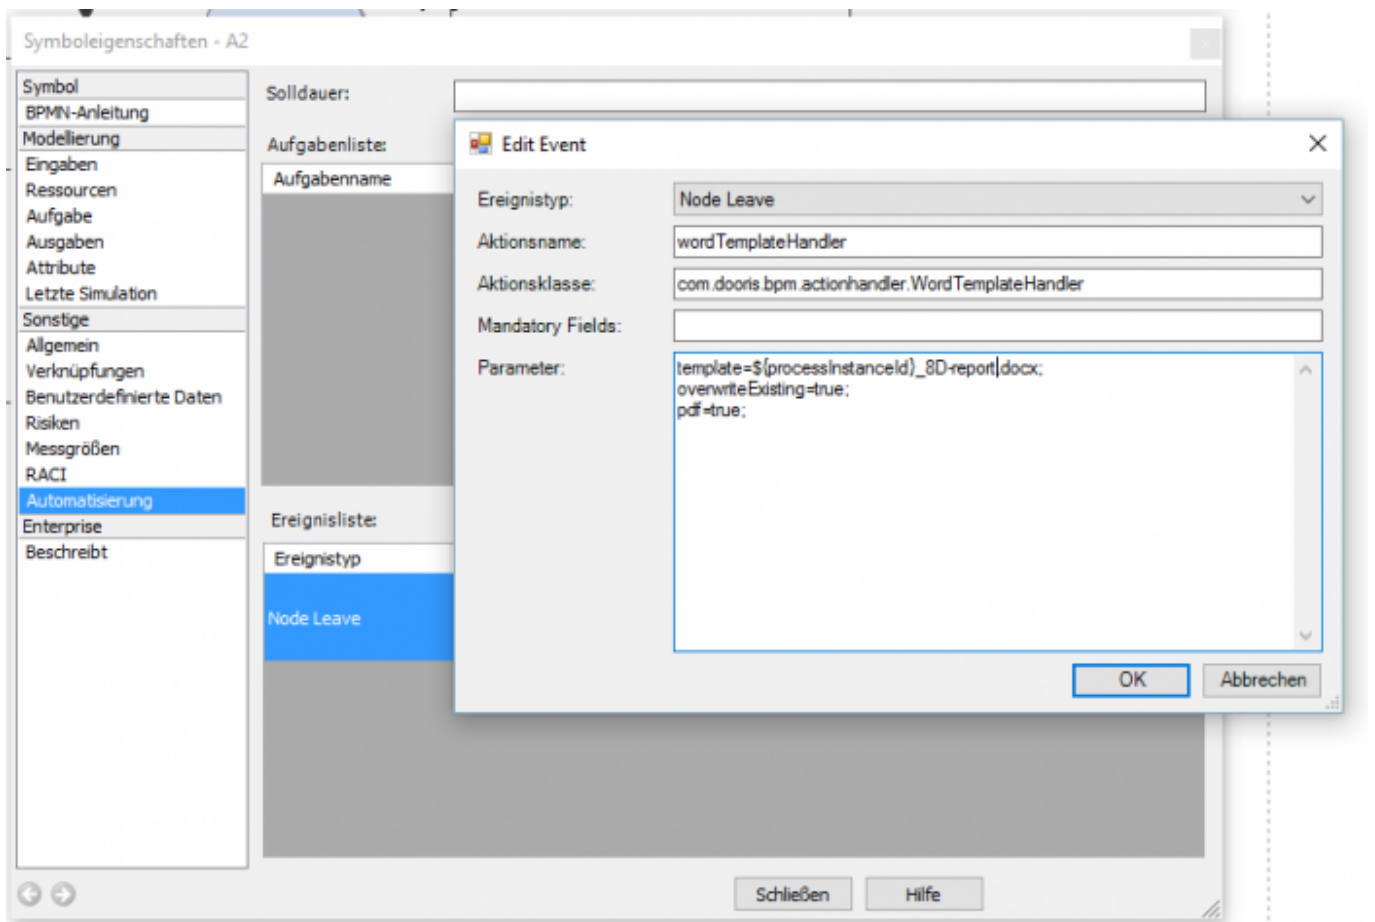 Symboleigenschaften - A2
Symbol
BPMN-Anleitung
Modellierung
Eingaben
Ressourcen
Aufgabe
Ausgaben
Attribute
Letzte Simulation
Sonstige
Allgemein
Verknüpfungen
Benutzerdefinierte Daten
Risiken
Messgrößen
RACI
Automatisierung
Enterprise
Beschreibt
Solldauer:
Aufgabenliste:
Aufgabenname
Ereignisliste:
Ereignistyp
Node Leave
Edit Event
Ereignistyp: Node Leave
Aktionsname: wordTemplateHandler
Aktionsklasse: com.dooris.bpm.actionhandler.WordTemplateHandler
Mandatory Fields:
Parameter: template=${processInstanceId}_8D-report.docx;
overwriteExisting=true;
pdf=true;
OK Abbrechen
Schließen Hilfe